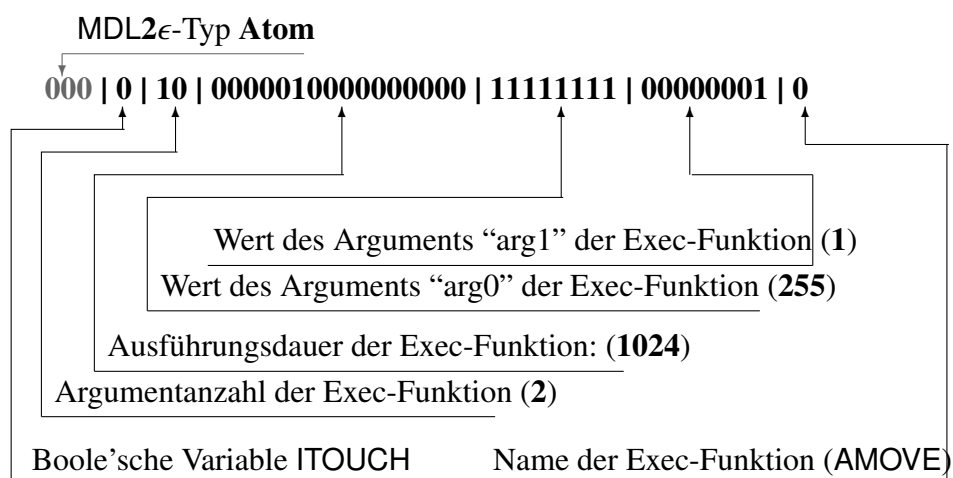 MDL2ϵ-Typ Atom
000 | 0 | 10 | 0000010000000000 | 11111111 | 00000001 | 0
Wert des Arguments “arg1” der Exec-Funktion (1)
Wert des Arguments “arg0” der Exec-Funktion (255)
Ausführungsdauer der Exec-Funktion: (1024)
Argumentanzahl der Exec-Funktion (2)
Boole’sche Variable ITOUCH Name der Exec-Funktion (AMOVE)